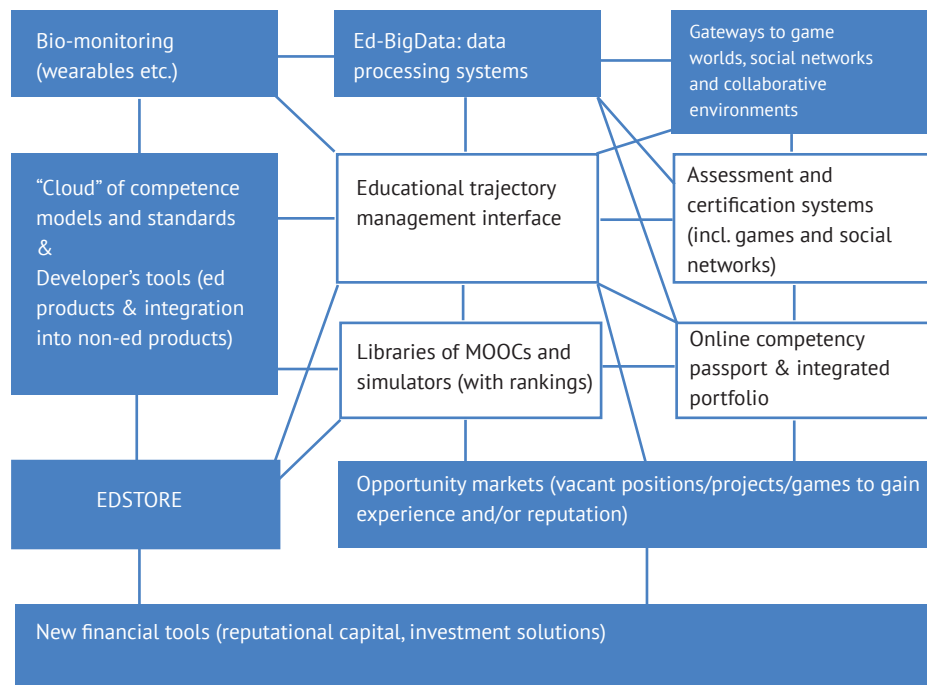 Bio-monitoring
(wearables etc.)
Ed-BigData: data
processing systems
Gateways to game
worlds, social networks
and collaborative
environments
“Cloud” of competence
models and standards
&
Developer’s tools (ed
products & integration
into non-ed products)
Educational trajectory
management interface
Assessment and
certification systems
(incl. games and social
networks)
Libraries of MOOCs and
simulators (with rankings)
Online competency
passport & integrated
portfolio
EDSTORE
Opportunity markets (vacant positions/projects/games to gain
experience and/or reputation)
New financial tools (reputational capital, investment solutions)